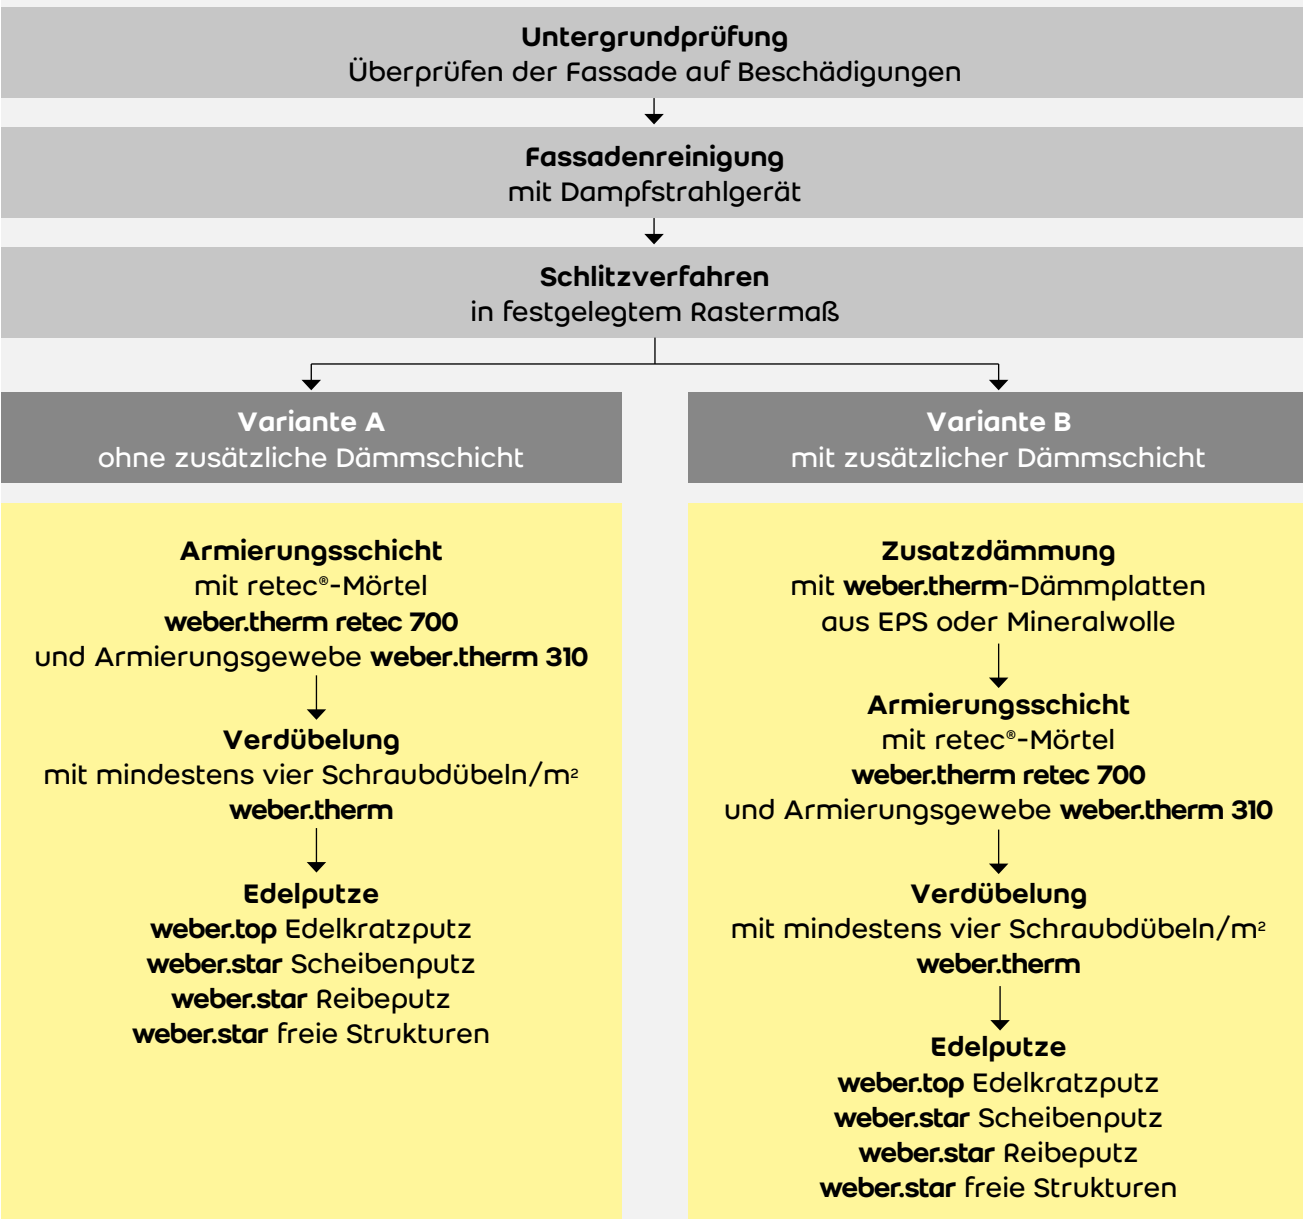 Untergrundprüfung
Überprüfen der Fassade auf Beschädigungen
Fassadenreinigung
mit Dampfstrahlgerät
Schlitzverfahren
in festgelegtem Rastermaß
Variante A
ohne zusätzliche Dämmschicht
Armierungsschicht
mit retec®-Mörtel
weber.therm retec 700
und Armierungsgewebe weber.therm 310
Verdübelung
mit mindestens vier Schraubdübeln/m²
weber.therm
Edelputze
weber.top Edelkratzputz
weber.star Scheibenputz
weber.star Reibeputz
weber.star freie Strukturen
Variante B
mit zusätzlicher Dämmschicht
Zusatzdämmung
mit weber.therm-Dämmplatten
aus EPS oder Mineralwolle
Armierungsschicht
mit retec®-Mörtel
weber.therm retec 700
und Armierungsgewebe weber.therm 310
Verdübelung
mit mindestens vier Schraubdübeln/m²
weber.therm
Edelputze
weber.top Edelkratzputz
weber.star Scheibenputz
weber.star Reibeputz
weber.star freie Strukturen